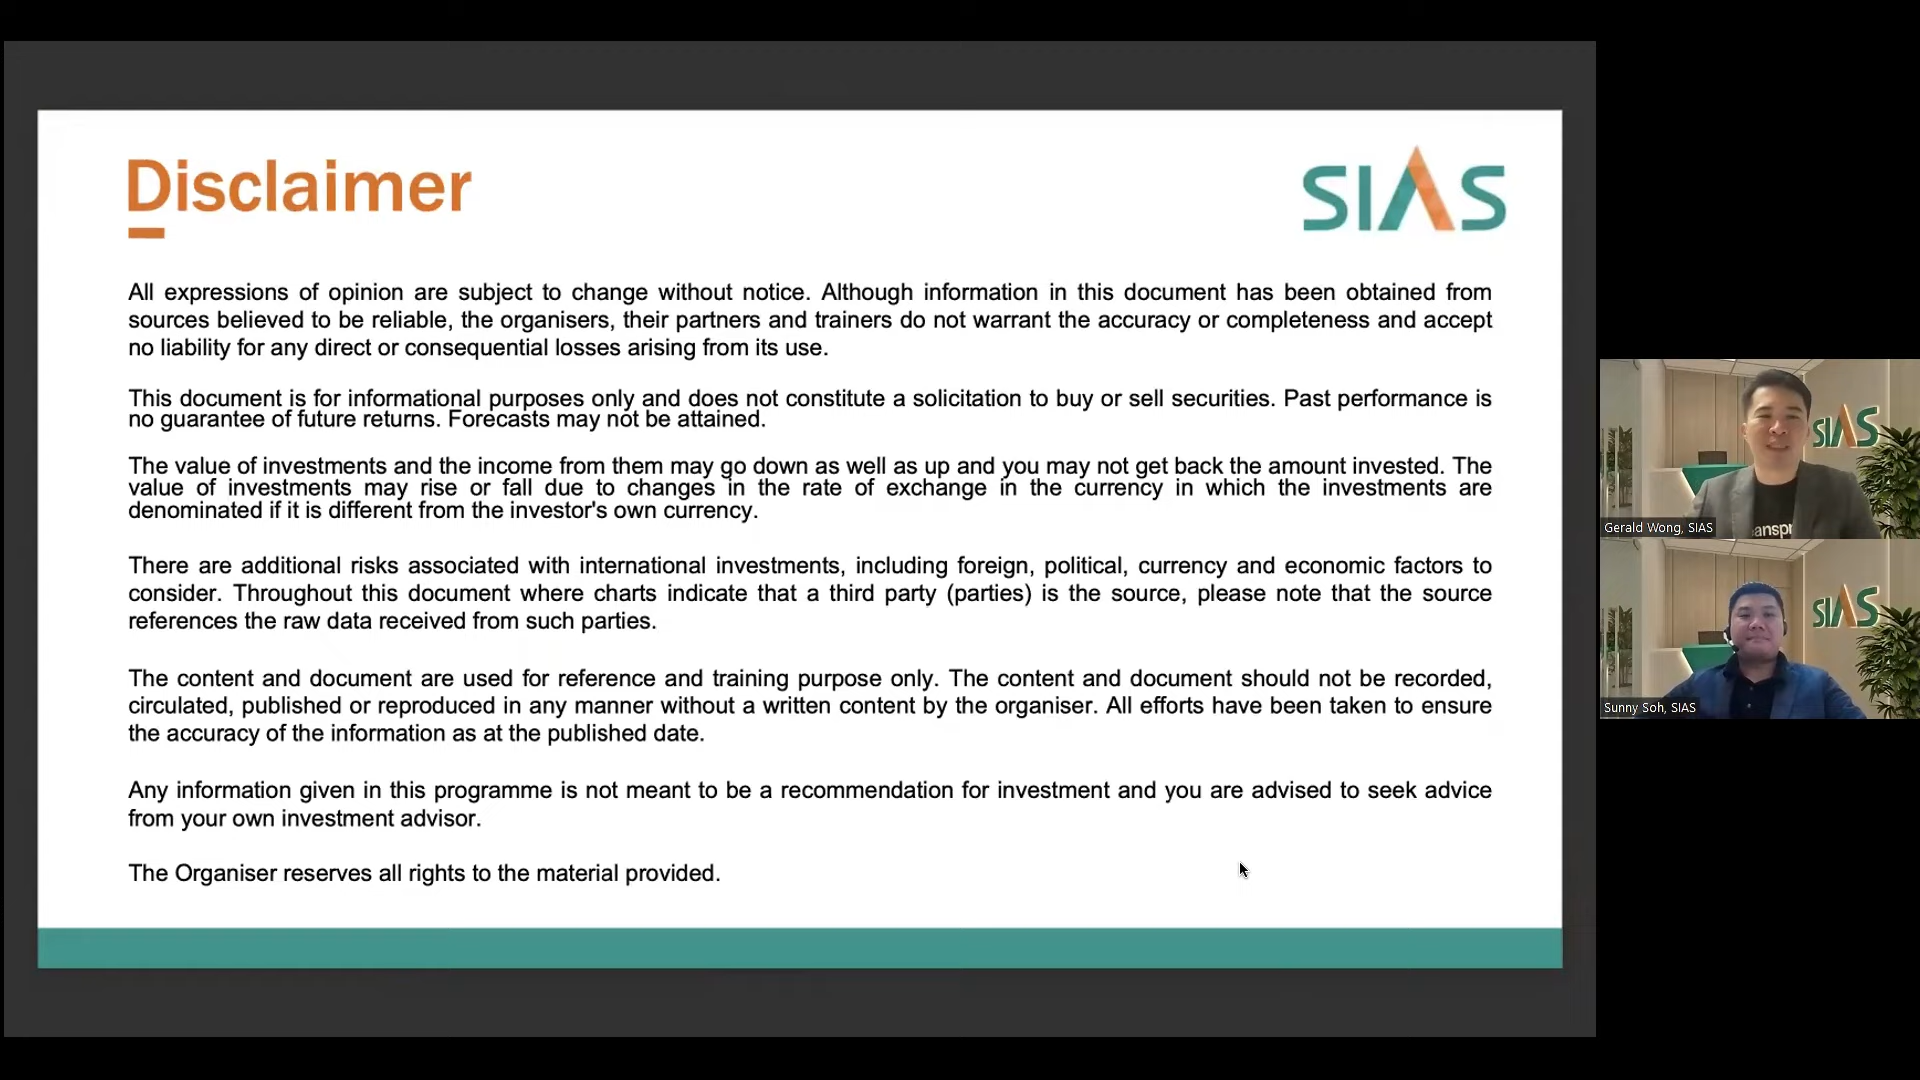 Disclaimer
SIAS
All expressions of opinion are subject to change without notice. Although information in this document has been obtained from
sources believed to be reliable, the organisers, their partners and trainers do not warrant the accuracy or completeness and accept
no liability for any direct or consequential losses arising from its use.
This document is for informational purposes only and does not constitute a solicitation to buy or sell securities. Past performance is
no guarantee of future returns. Forecasts may not be attained.
The value of investments and the income from them may go down as well as up and you may not get back the amount invested. The
value of investments may rise or fall due to changes in the rate of exchange in the currency in which the investments are
denominated if it is different from the investor's own currency.
There are additional risks associated with international investments, including foreign, political, currency and economic factors to
consider. Throughout this document where charts indicate that a third party (parties) is the source, please note that the source
references the raw data received from such parties.
The content and document are used for reference and training purpose only. The content and document should not be recorded,
circulated, published or reproduced in any manner without a written content by the organiser. All efforts have been taken to ensure
the accuracy of the information as at the published date.
Any information given in this programme is not meant to be a recommendation for investment and you are advised to seek advice
from your own investment advisor.
The Organiser reserves all rights to the material provided.
SIAS
eanspr
Gerald Wong, SIAS
SIAS
Sunny Soh, SIAS